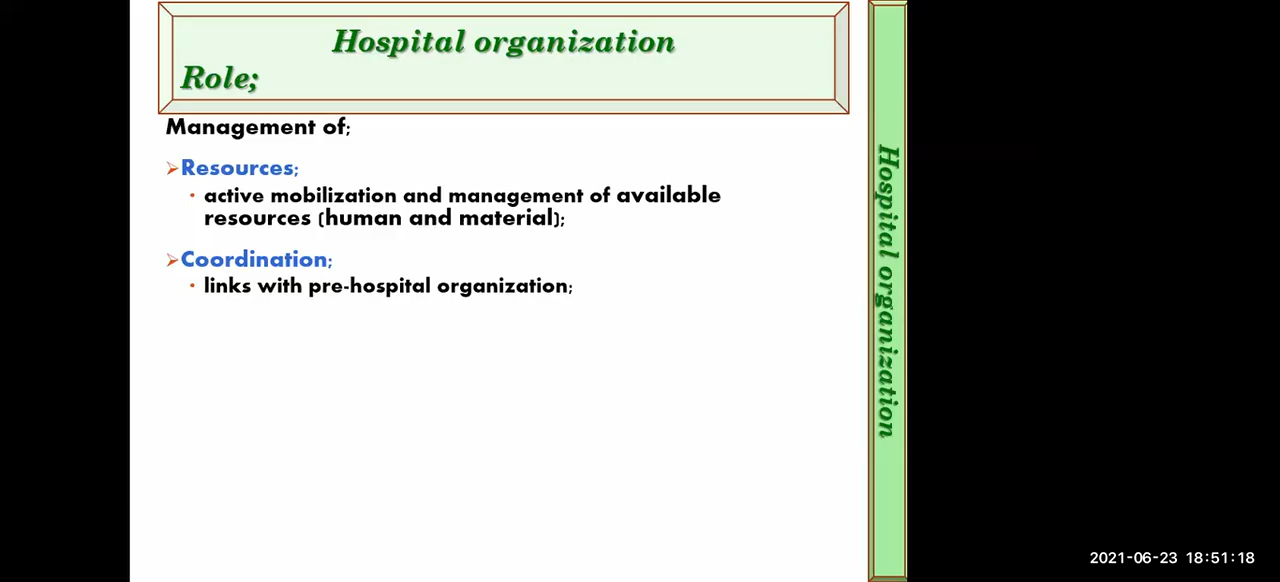 Hospital organization
Role;
Management of;
➢Resources;
• active mobilization and management of available
resources (human and material);
➢Coordination;
• links with pre-hospital organization;
Hospital organization
2021-06-23 18:51:18